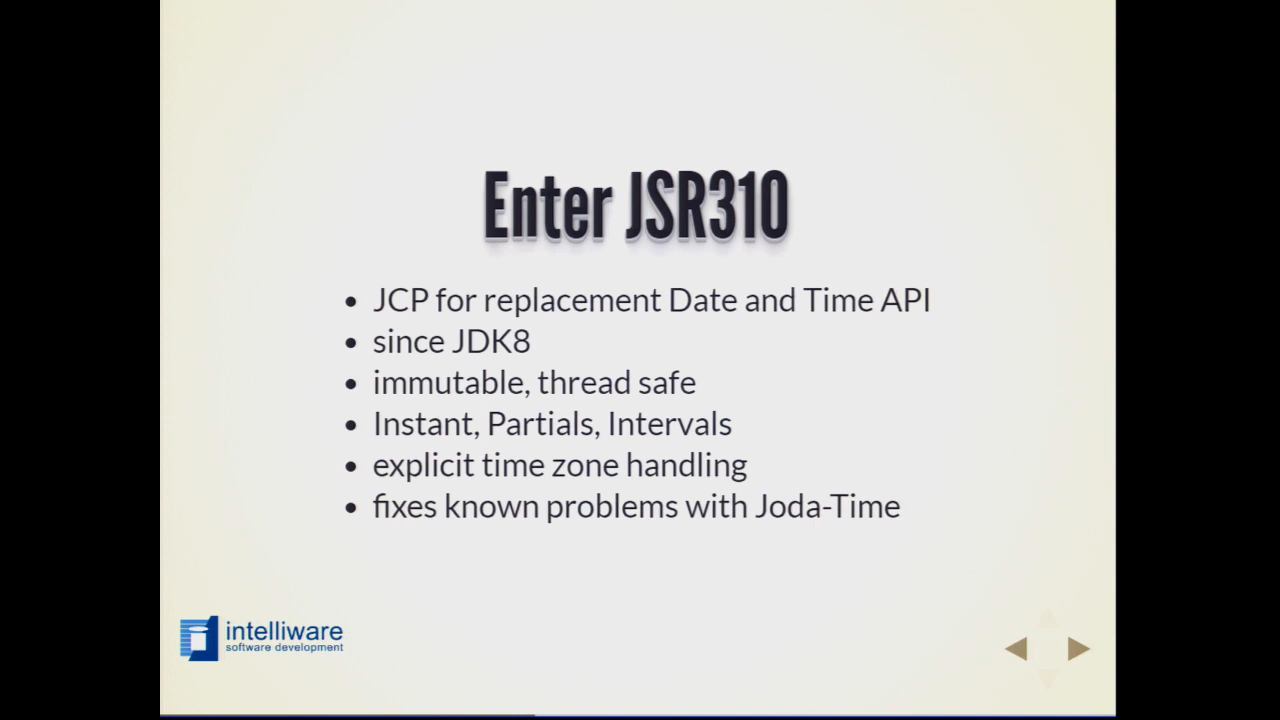 Enter JSR310
• JCP for replacement Date and Time API
• since JDK8
• immutable, thread safe
• Instant, Partials, Intervals
• explicit time zone handling
• fixes known problems with Joda-Time
intelliware
software development